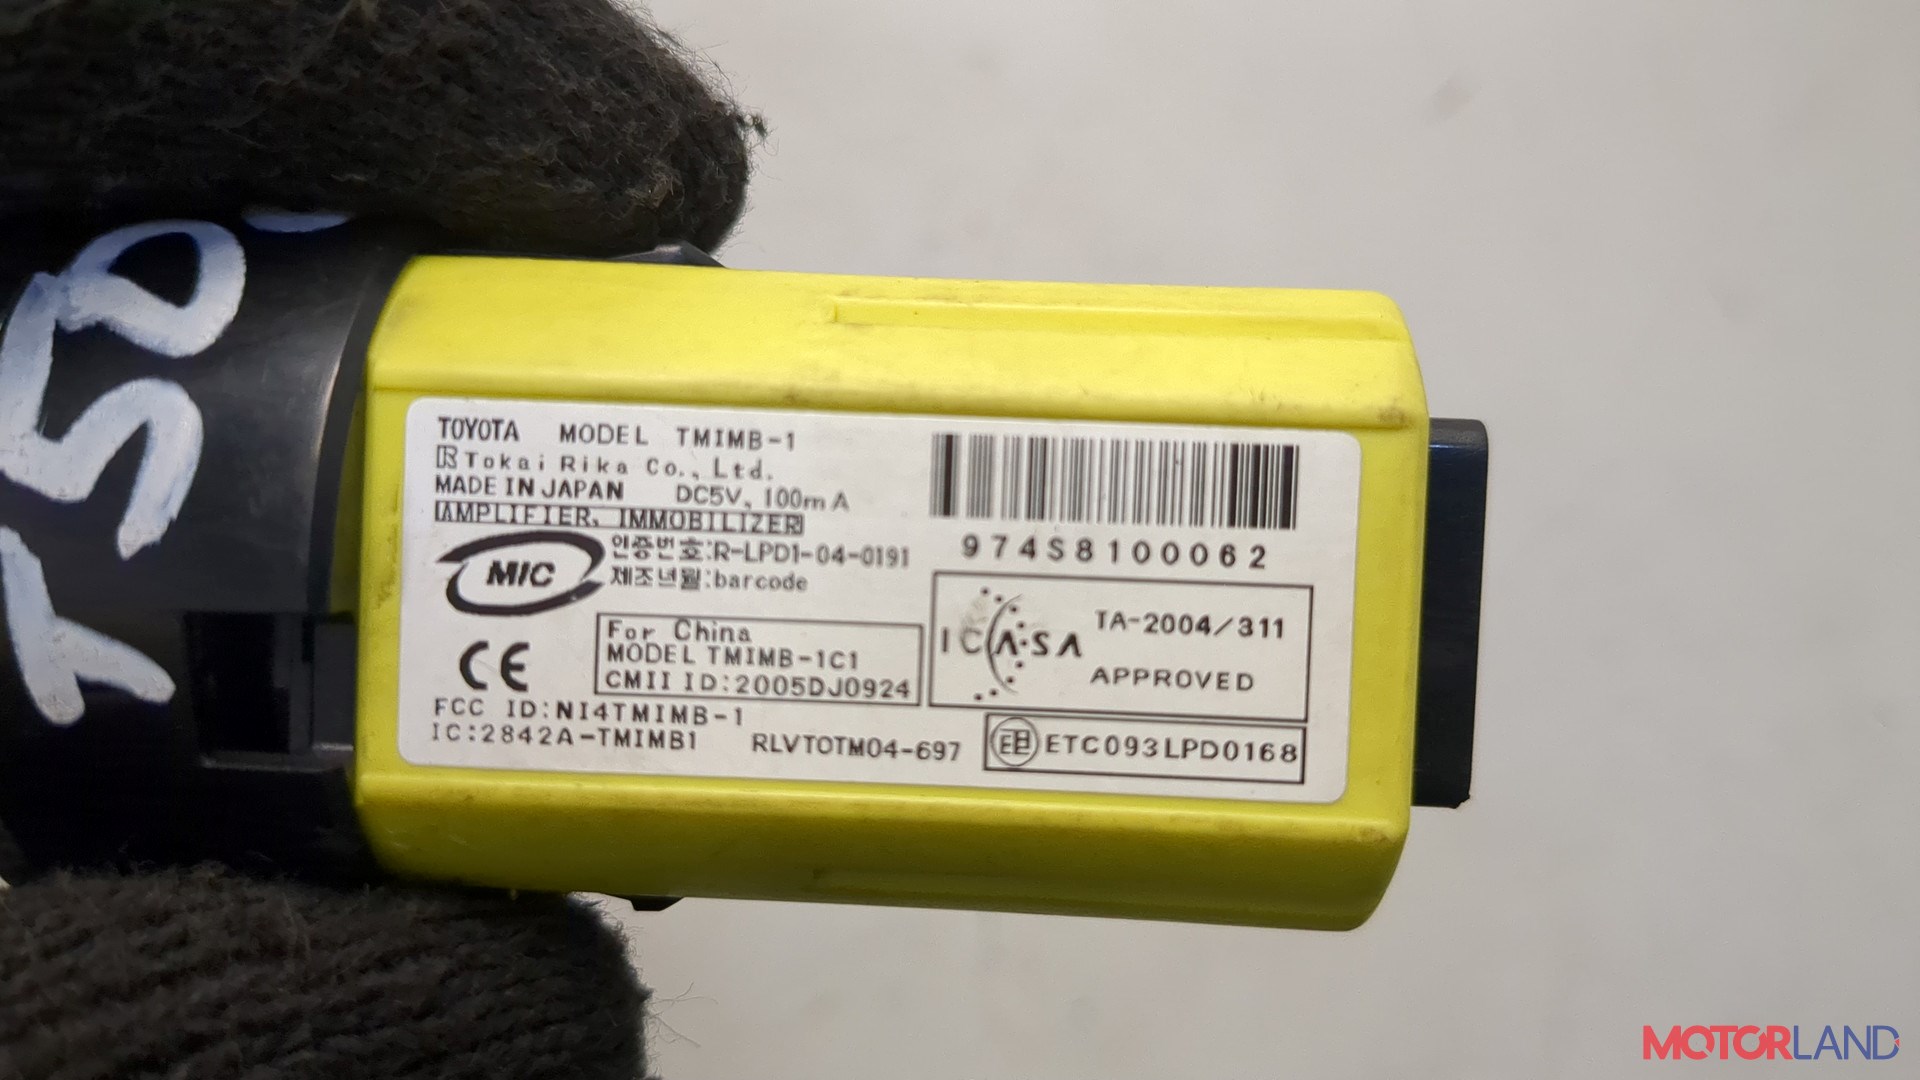 T50
TOYOTA MODEL TMIMB-1
Tokai Rika Co., Ltd.
MADE IN JAPAN DC5V, 100mA
[AMPLIFIER, IMMOBILIZER]
MIC
인증번호:R-LPD1-04-0191
제조년월:barcode
CE
For China
MODEL TMIMB-1C1
CMII ID:2005DJ0924
FCC ID:NI4TMIMB-1
IC:2842A-TMIMB1
RLVTOTM04-697
974S8100062
ICASA
TA-2004/311
APPROVED
ETC093LPD0168
MOTORLAND